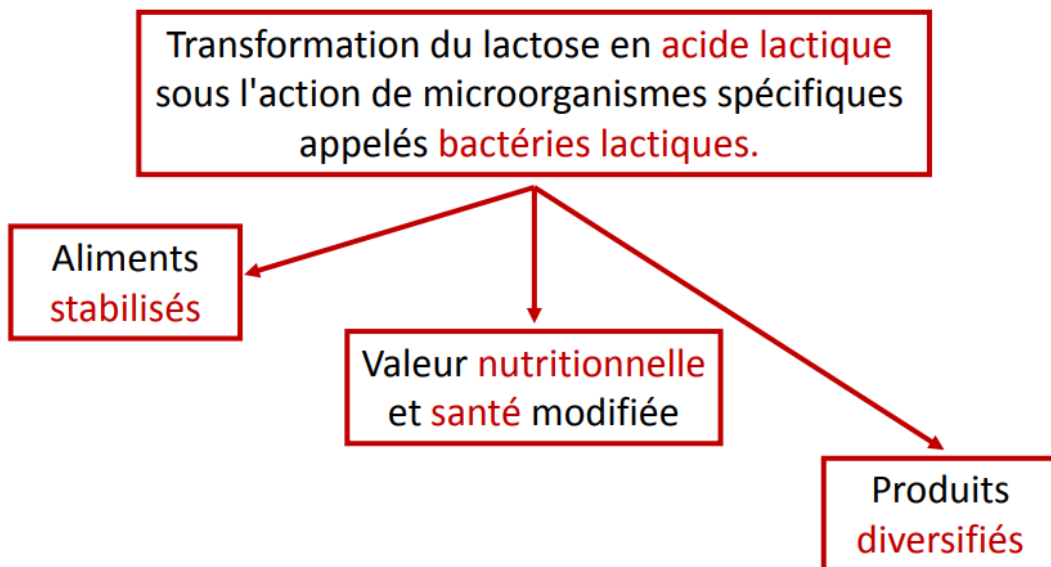 Transformation du lactose en acide lactique
sous l'action de microorganismes spécifiques
appelés bactéries lactiques.
Aliments
stabilisés
Valeur nutritionnelle
et santé modifiée
Produits
diversifiés